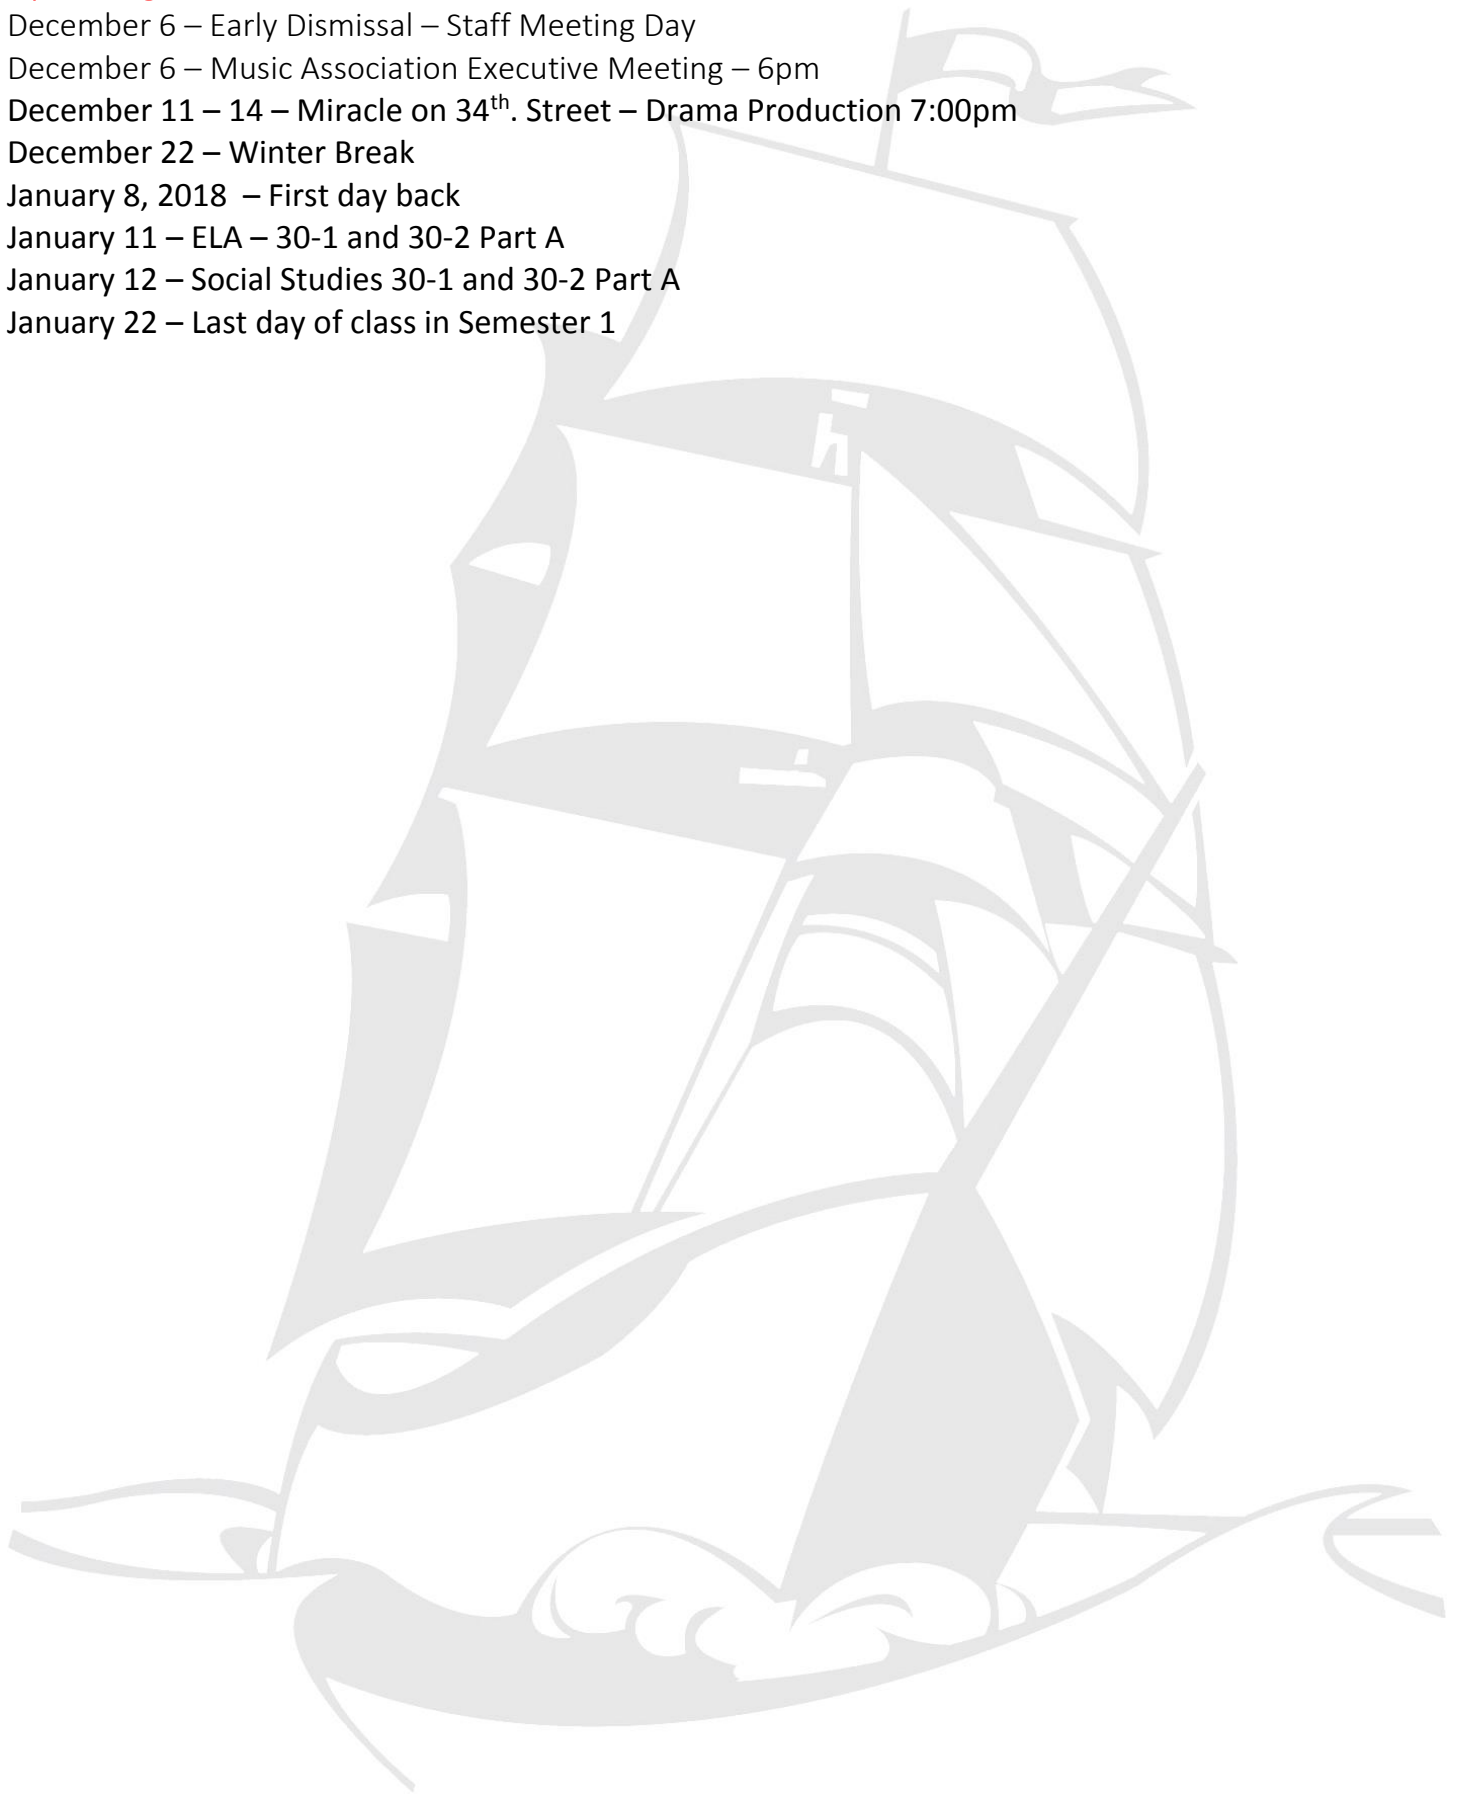 December 6 – Early Dismissal – Staff Meeting Day
December 6 – Music Association Executive Meeting – 6pm
December 11 – 14 – Miracle on 34th. Street – Drama Production 7:00pm
December 22 – Winter Break
January 8, 2018  – First day back
January 11 – ELA – 30-1 and 30-2 Part A
January 12 – Social Studies 30-1 and 30-2 Part A
January 22 – Last day of class in Semester 1